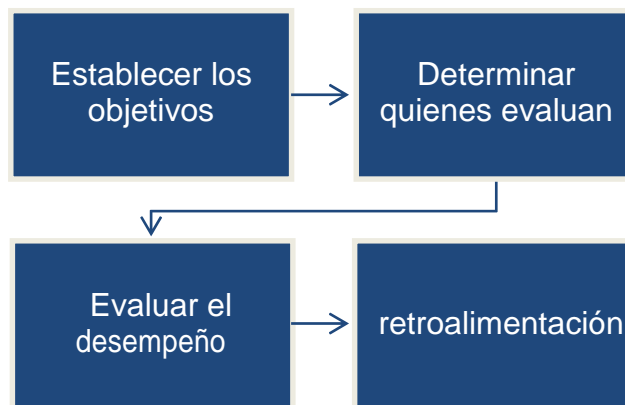 Establecer los
objetivos
Determinar
quienes evaluan
Evaluar el
desempeño
retroalimentación